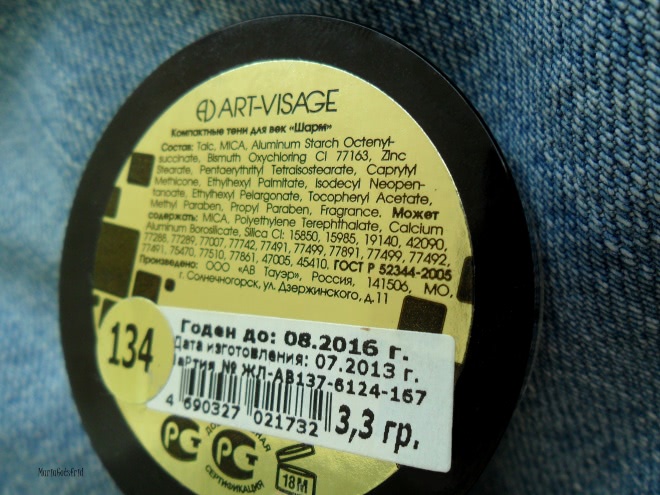 ART-VISAGE
Компактные тени для век «Шарм»
Состав: Talc, MICA, Aluminum Starch Octenyl-
succinate, Bismuth Oxychloring CI 77163, Zinc
Stearate, Pentaerythrityl Tetraisostearate, Caprylyl
Methicone, Ethylhexyl Palmitate, Isodecyl Neopen-
tanoate, Ethylhexyl Pelargonate, Tocopheryl Acetate,
Methyl Paraben, Propyl Paraben, Fragrance. Может
содержать: MICA, Polyethylene Terephthalate, Calcium
Aluminum Borosilicate, Silica CI: 15850, 15985, 19140, 42090,
77288, 77289, 77007, 77742, 77491, 77499, 77891, 77499, 77492,
77491, 75470, 77510, 77861, 47005, 45410. ГОСТ Р 52344-2005
Произведено: ООО «АВ Тауэр», Россия, 141506, МО,
г. Солнечногорск, ул. Дзержинского, д.11
134
Годен до: 08.2016 г.
Дата изготовления: 07.2013 г.
артия № ЖЛ-АВ137-6124-167
4 690327 021732
3,3 гр.
PG
PG
СЕРТИФИКАЦИЯ
18M